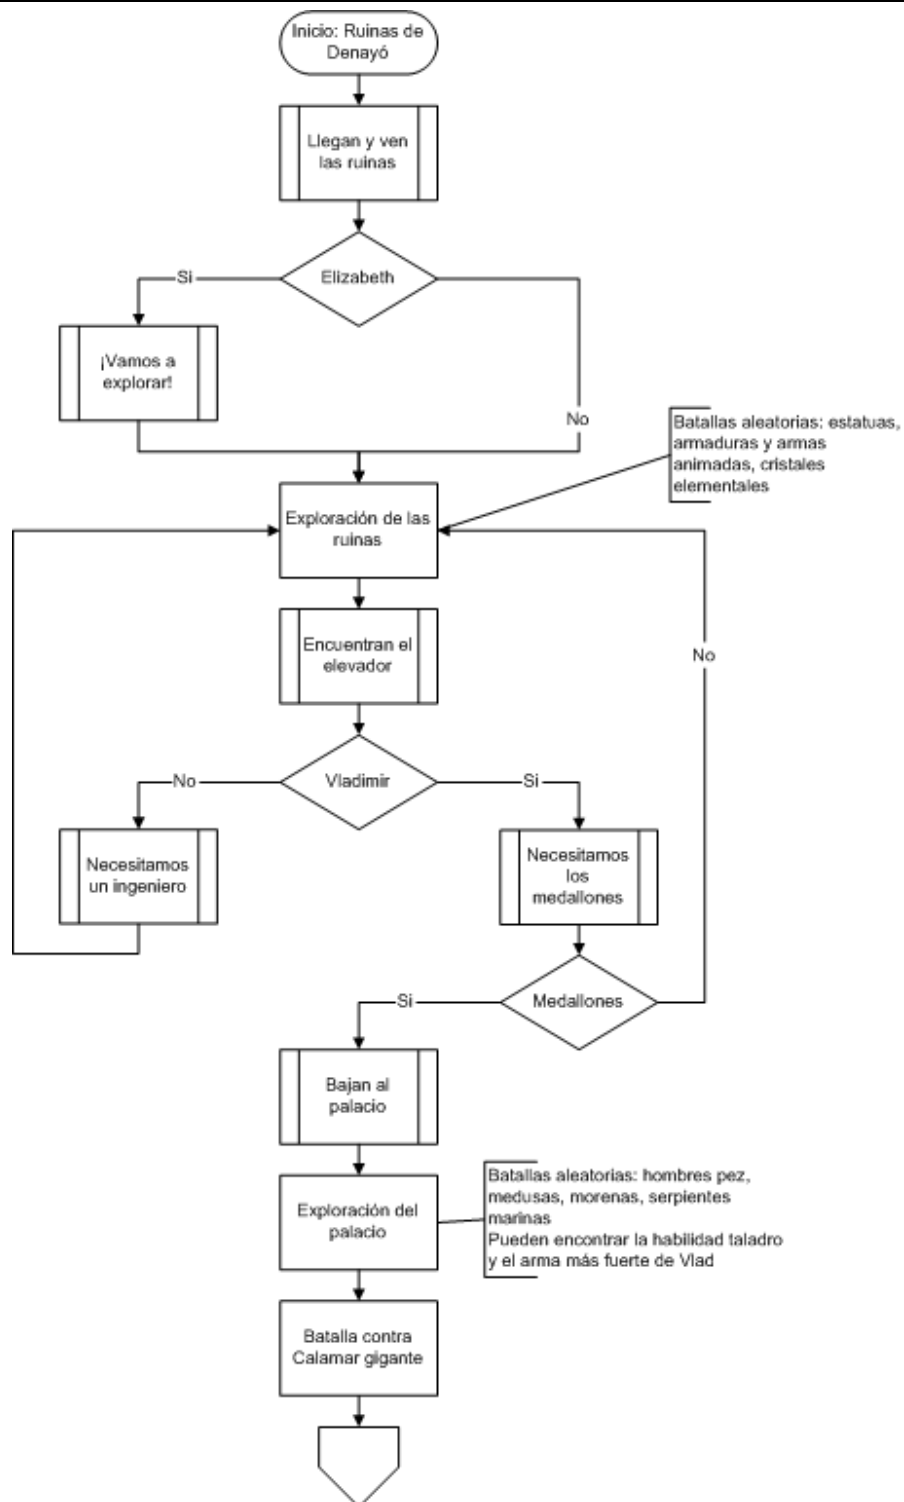 Inicio: Ruinas de
Denayó
Llegan y ven
las ruinas
Elizabeth
Si
¡Vamos a
explorar!
No
Batallas aleatorias: estatuas,
armaduras y armas
animadas, cristales
elementales
Exploración de las
ruinas
Encuentran el
elevador
No
Vladimir
No
Si
Necesitamos
un ingeniero
Necesitamos
los
medallones
Medallones
Si
Bajan al
palacio
Exploración del
palacio
Batallas aleatorias: hombres pez,
medusas, morenas, serpientes
marinas
Pueden encontrar la habilidad taladro
y el arma más fuerte de Vlad
Batalla contra
Calamar gigante